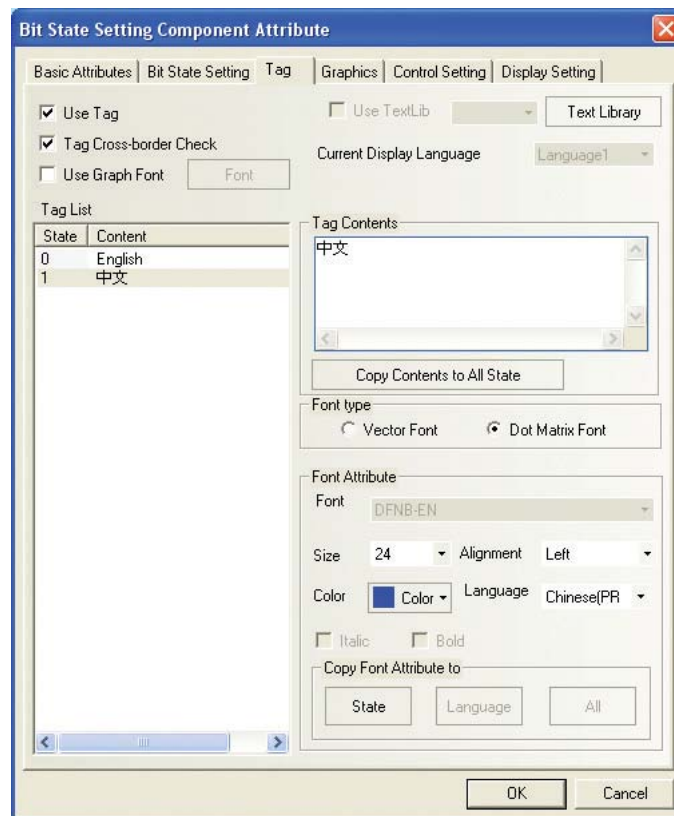 Bit State Setting Component Attribute
Basic Attributes Bit State Setting Tag Graphics Control Setting Display Setting
Use Tag
Tag Cross-border Check
Use Graph Font Font
Use TextLib Text Library
Current Display Language Language1
Tag List
State Content
0 English
1 中文
Tag Contents
中文
Copy Contents to All State
Font type
Vector Font Dot Matrix Font
Font Attribute
Font DFNB-EN
Size 24 Alignment Left
Color Color Language Chinese(PR
Italic Bold
Copy Font Attribute to
State Language All
OK Cancel